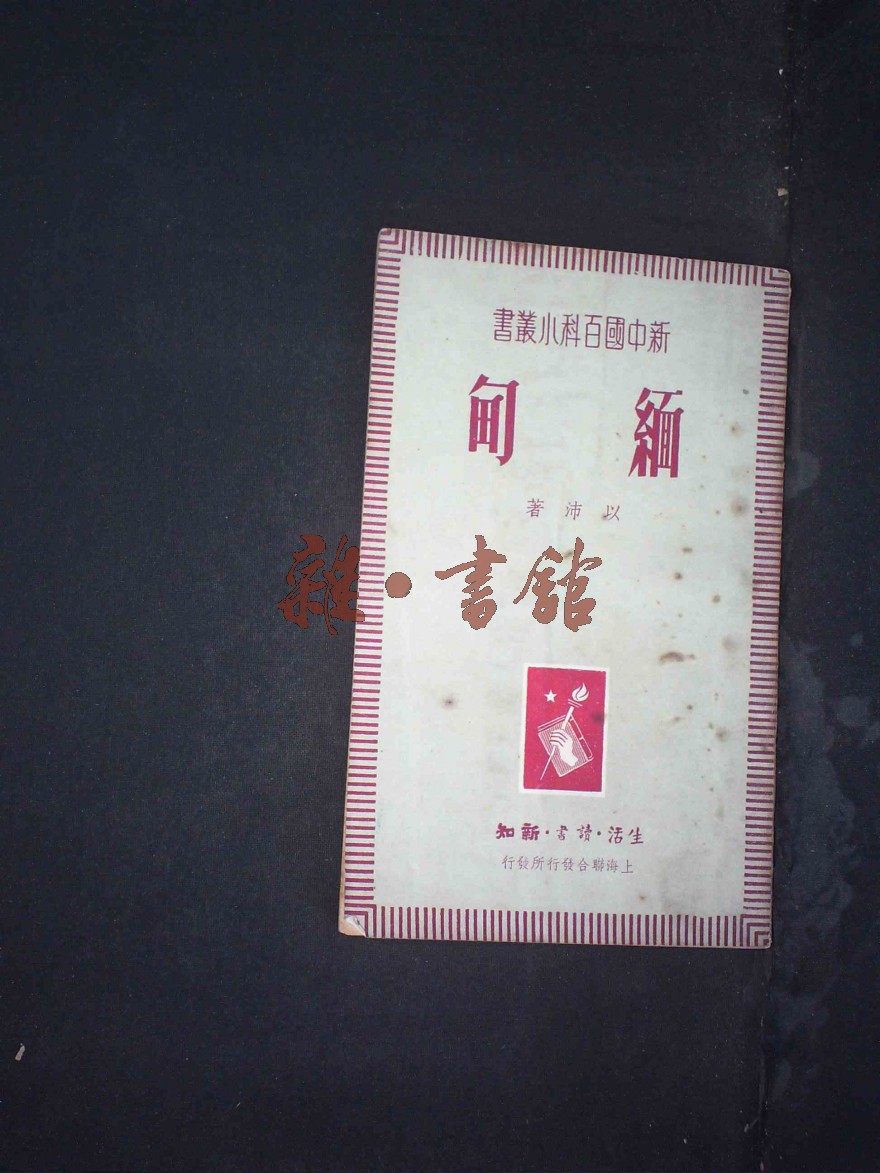 新中國百科小叢書
緬甸
以沛著
雜·書館
生活·讀書·新知
上海聯合發行所發行